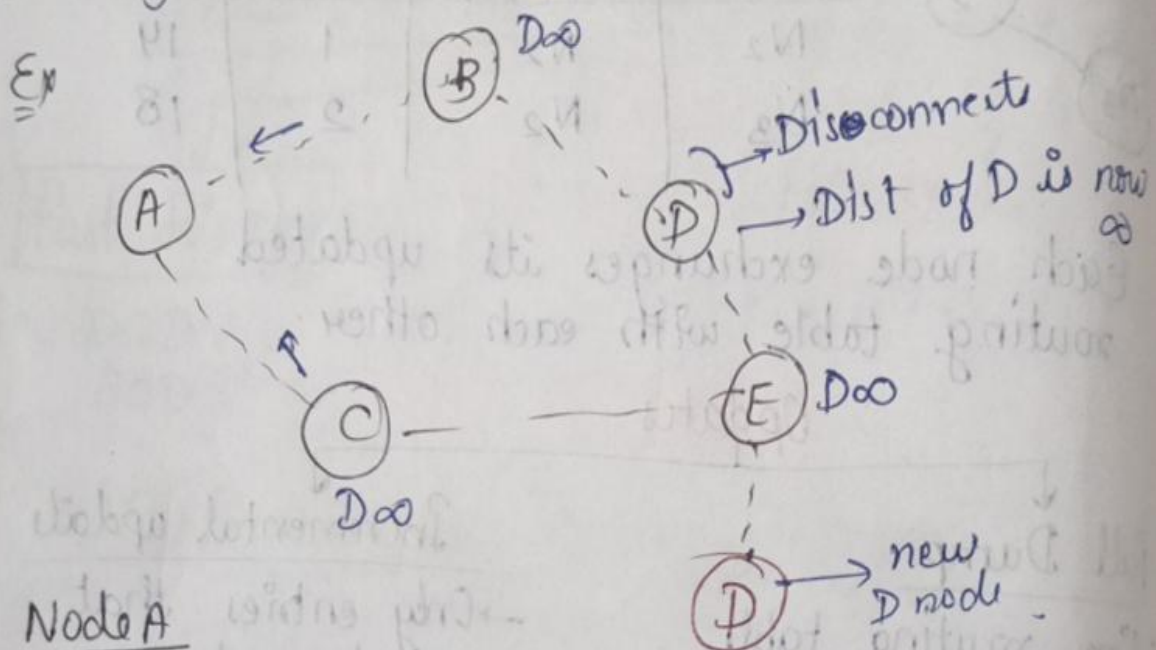 Ex
B D∞
Disconnect
A
D Dist of D is now
∞
E D∞
C
D∞
D new
D node.
Node A